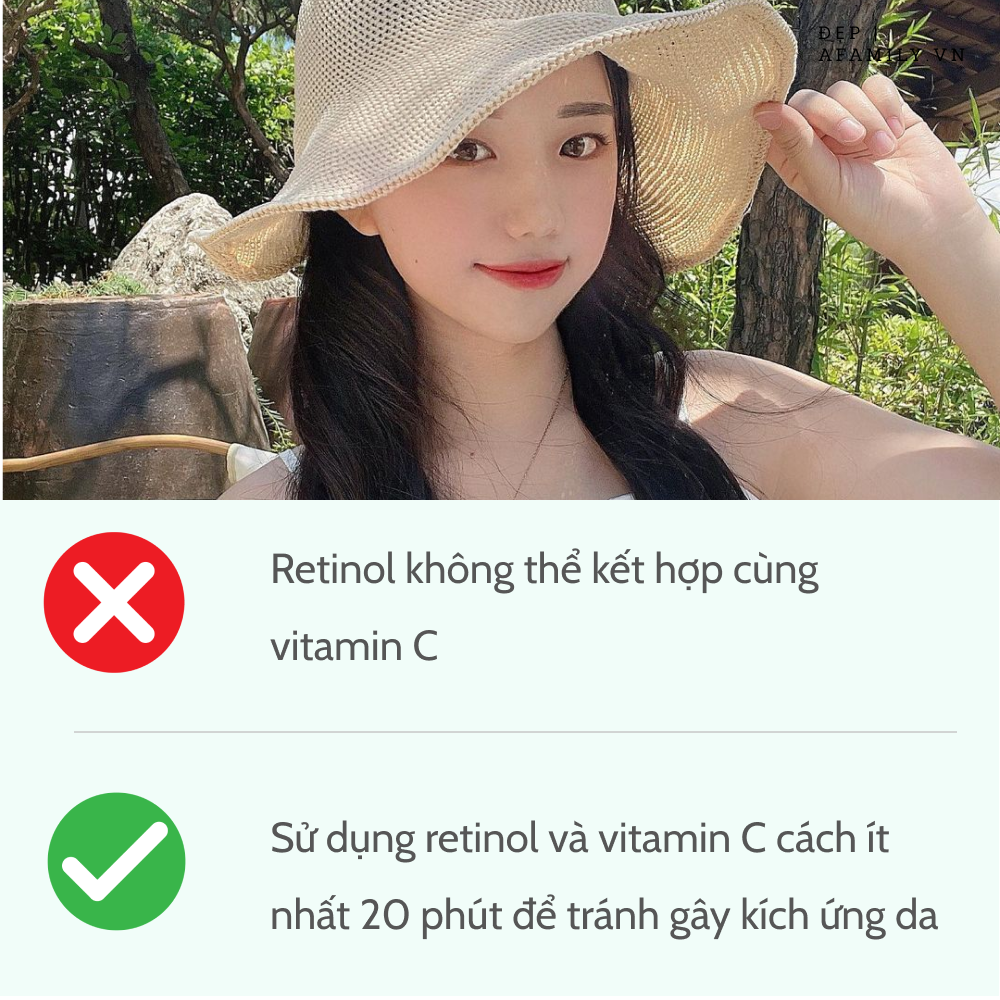 ĐẸP |
AFAMILY.VN
Retinol không thể kết hợp cùng
vitamin C
Sử dụng retinol và vitamin C cách ít
nhất 20 phút để tránh gây kích ứng da